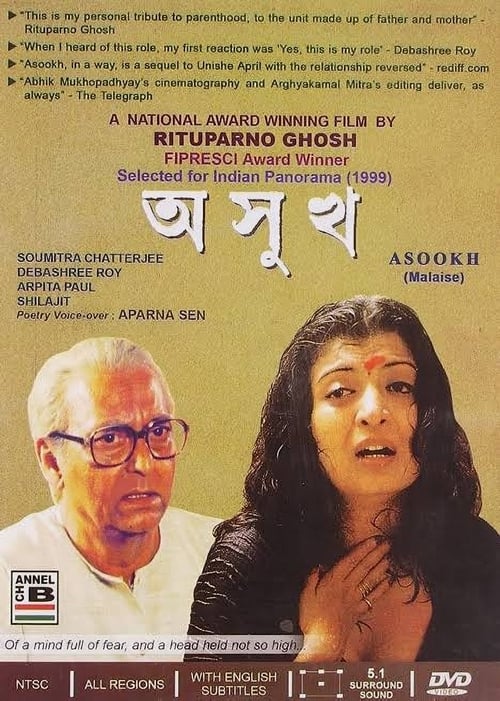 "This is my personal tribute to parenthood, to the unit made up of father and mother" -
Rituparno Ghosh
"When I heard of this role, my first reaction was 'Yes, this is my role' - Debashree Roy
"Asookh, in a way, is a sequel to Unishe April with the relationship reversed" - rediff.com
"Abhik Mukhopadhyay's cinematography and Arghyakamal Mitra's editing deliver, as
always" - The Telegraph
A NATIONAL AWARD WINNING FILM BY
RITUPARNO GHOSH
FIPRESCI Award Winner
Selected for Indian Panorama (1999)
অসুখ
ASOOKH
(Malaise)
SOUMITRA CHATTERJEE
DEBASHREE ROY
ARPITA PAUL
SHILAJIT
Poetry Voice-over : APARNA SEN
CHANNEL
B
Of a mind full of fear, and a head held not so high...
NTSC
ALL REGIONS
WITH ENGLISH
SUBTITLES
5.1
SURROUND
SOUND
DVD
VIDEO